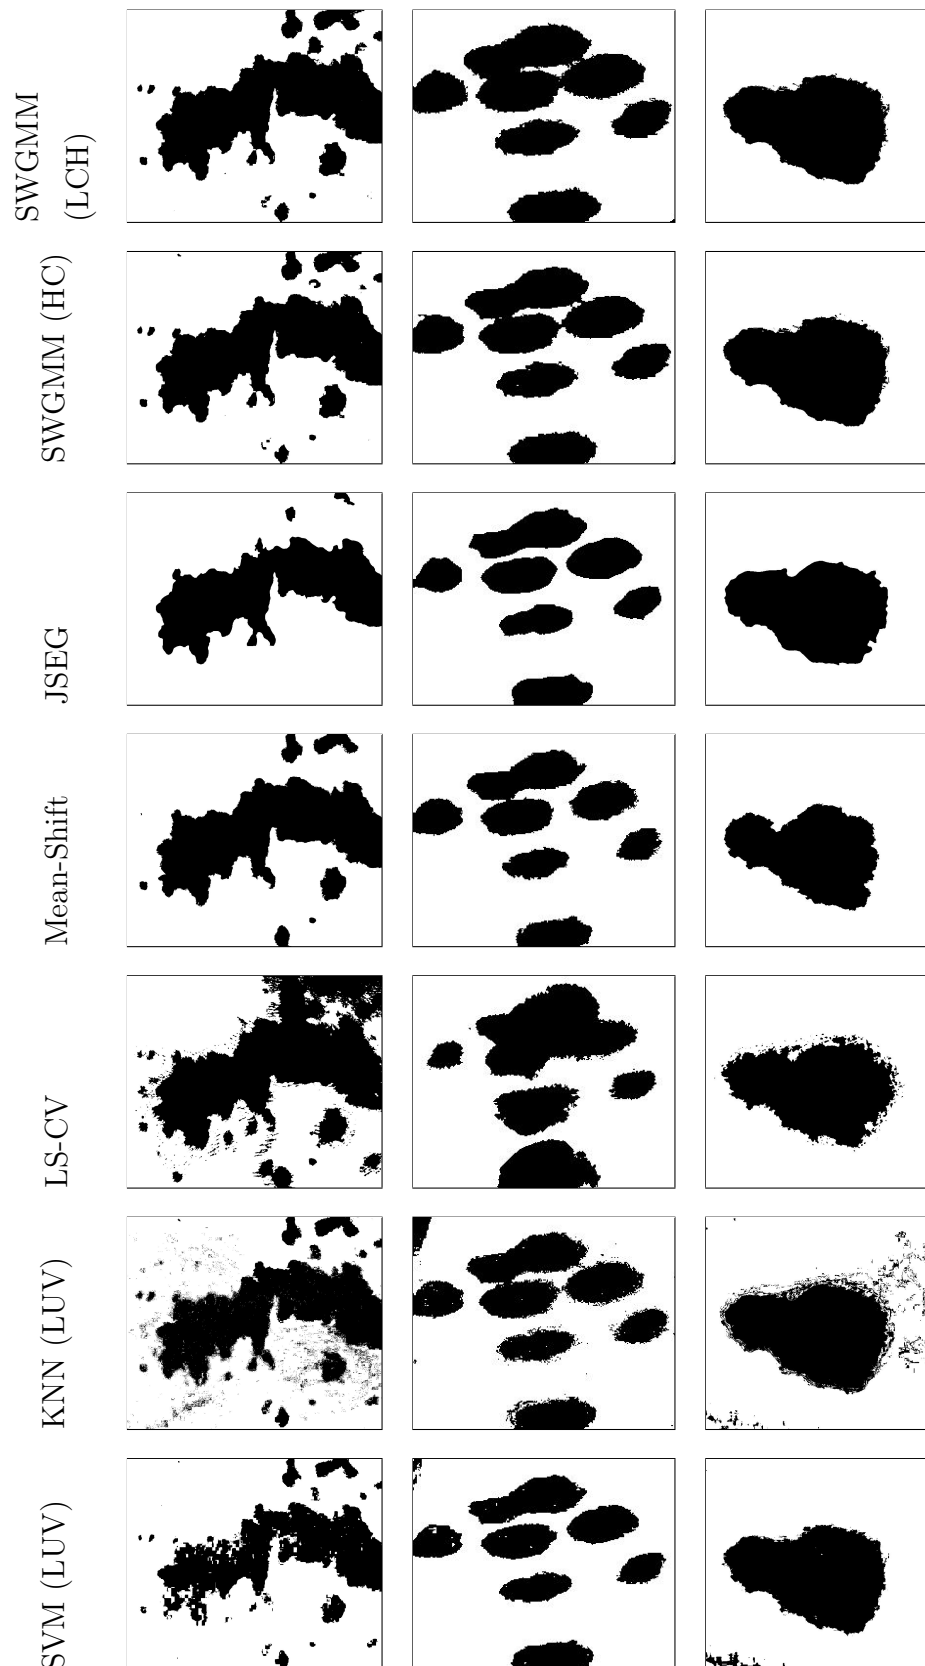 SWGMM
(LCH)
SWGMM (HC)
JSEG
Mean-Shift
LS-CV
KNN (LUV)
SVM (LUV)